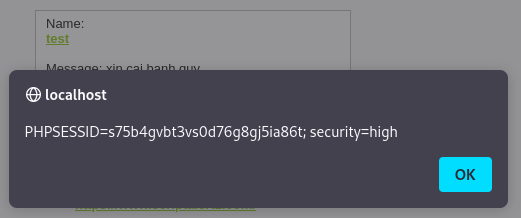 Name:
test
Message: xin cai banh quy
localhost
PHPSESSID=s75b4gvbt3vs0d76g8gj5ia86t; security=high
OK